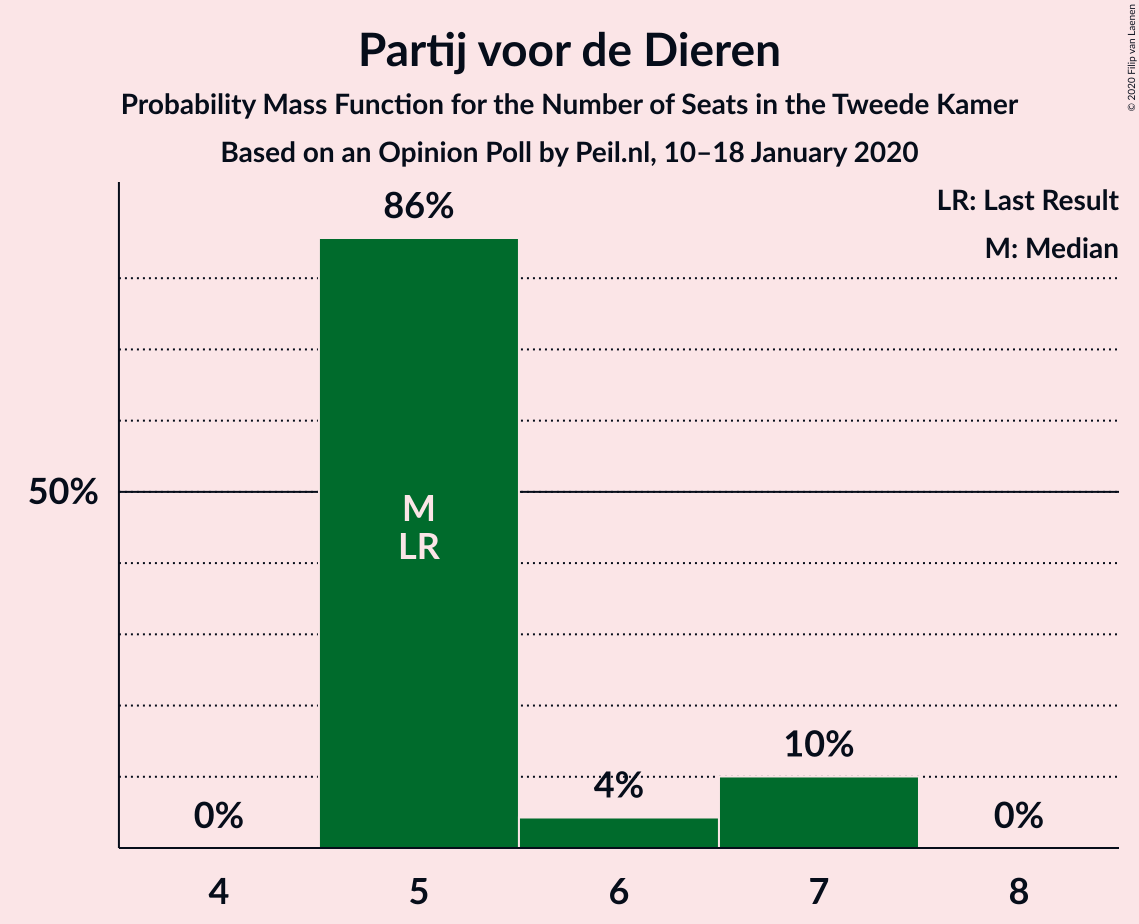 Partij voor de Dieren
Probability Mass Function for the Number of Seats in the Tweede Kamer
Based on an Opinion Poll by Peil.nl, 10–18 January 2020
© 2020 Filip van Laenen
LR: Last Result
M: Median
86%
50%
M
LR
10%
4%
0%
0%
4
5
6
7
8